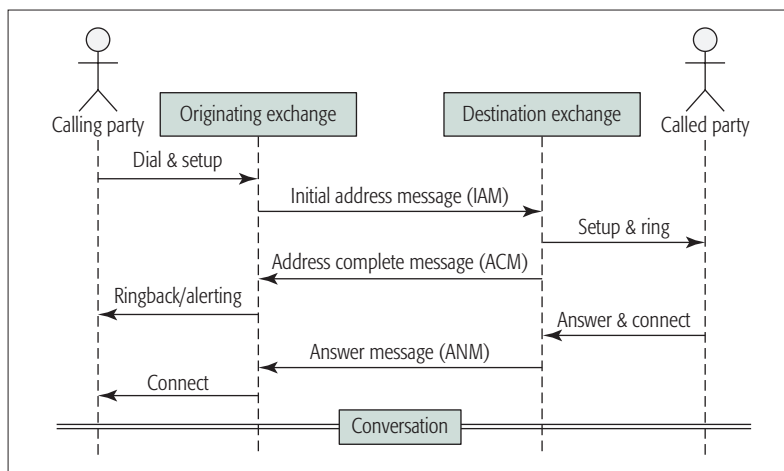 Calling party
Originating exchange
Destination exchange
Called party
Dial & setup
Initial address message (IAM)
Setup & ring
Address complete message (ACM)
Ringback/alerting
Answer & connect
Answer message (ANM)
Connect
Conversation